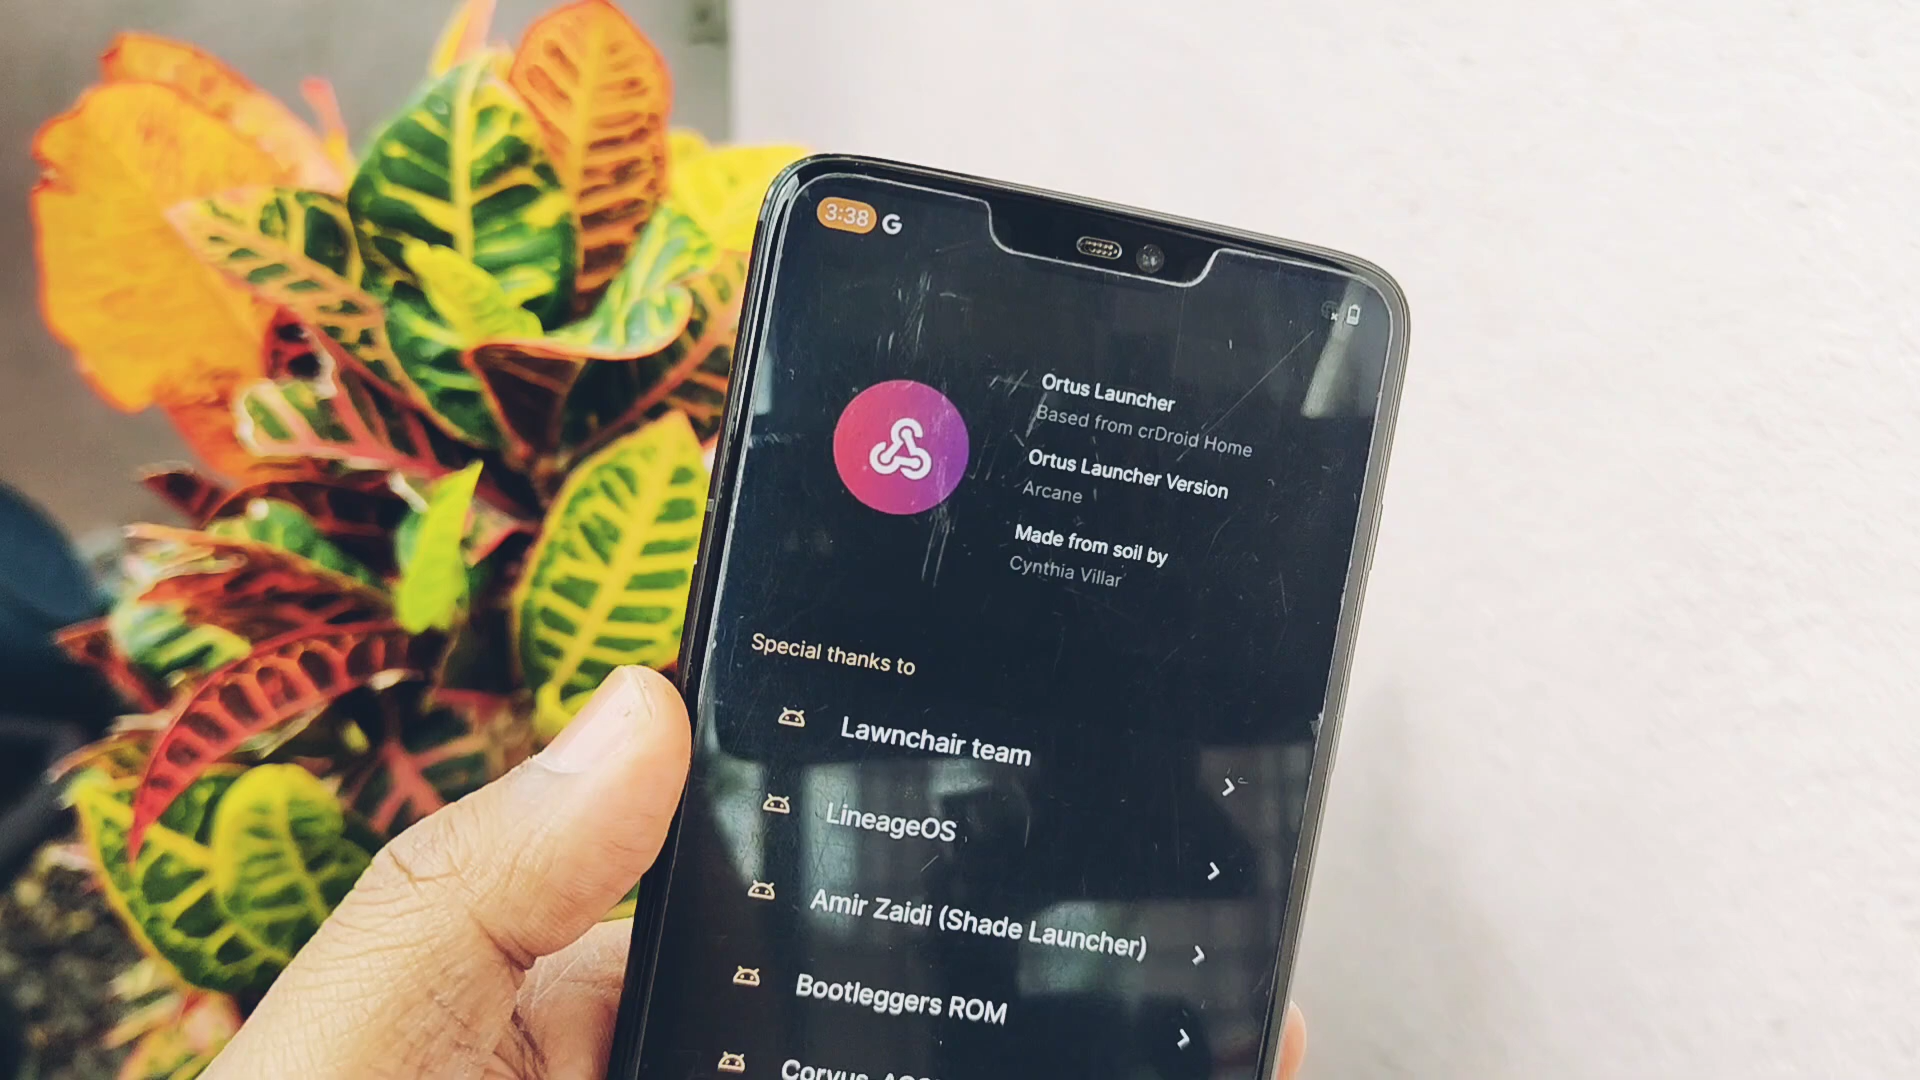 3:38 G
Ortus Launcher
Based from crDroid Home
Ortus Launcher Version
Arcane
Made from soil by
Cynthia Villar
Special thanks to
Lawnchair team
LineageOS
Amir Zaidi (Shade Launcher)
Bootleggers ROM
Corvus